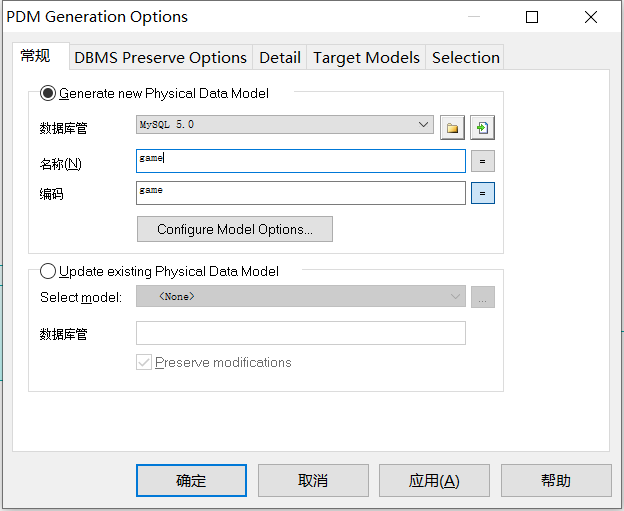 PDM Generation Options
常规 DBMS Preserve Options Detail Target Models Selection
Generate new Physical Data Model
数据库管 MySQL 5.0
名称(N) game =
编码 game =
Configure Model Options...
Update existing Physical Data Model
Select model: <None> ...
数据库管
Preserve modifications
确定 取消 应用(A) 帮助